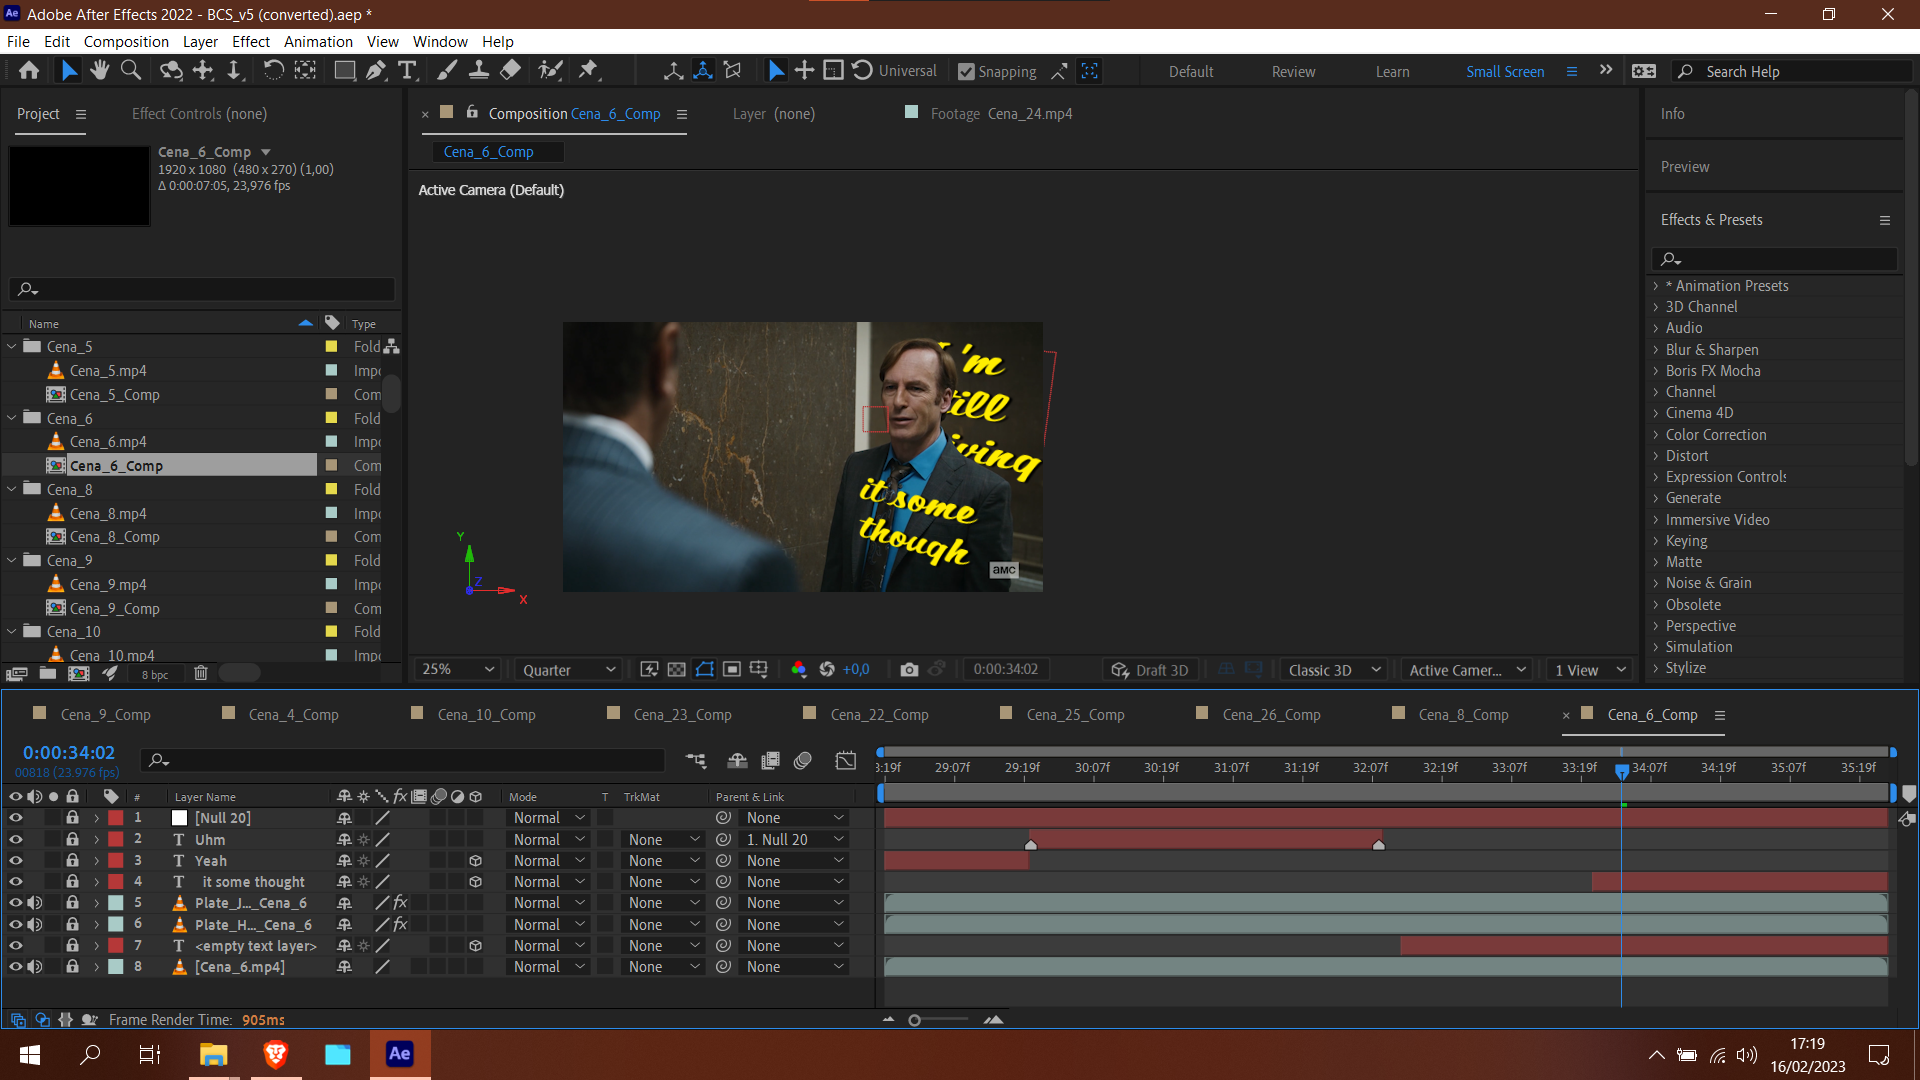 Adobe After Effects 2022 - BCS_v5 (converted).aep *
File Edit Composition Layer Effect Animation View Window Help
Universal Snapping Default Review Learn Small Screen Search Help
Project Effect Controls (none)
Cena_6_Comp
1920 x 1080 (480 x 270) (1,00)
Δ 0:00:07:05, 23,976 fps
Name Type
Cena_5 Fold
Cena_5.mp4 Impo
Cena_5_Comp Com
Cena_6 Fold
Cena_6.mp4 Impo
Cena_6_Comp Com
Cena_8 Fold
Cena_8.mp4 Impo
Cena_8_Comp Com
Cena_9 Fold
Cena_9.mp4 Impo
Cena_9_Comp Com
Cena_10 Fold
Cena_10.mp4 Impo
8 bpc
Composition Cena_6_Comp Layer (none) Footage Cena_24.mp4
Cena_6_Comp
Active Camera (Default)
I'm
till
iving
it some
though
amc
Y
Z
X
25% Quarter +0,0 0:00:34:02 Draft 3D Classic 3D Active Camer... 1 View
Info
Preview
Effects & Presets
* Animation Presets
3D Channel
Audio
Blur & Sharpen
Boris FX Mocha
Channel
Cinema 4D
Color Correction
Distort
Expression Controls
Generate
Immersive Video
Keying
Matte
Noise & Grain
Obsolete
Perspective
Simulation
Stylize
Cena_9_Comp Cena_4_Comp Cena_10_Comp Cena_23_Comp Cena_22_Comp Cena_25_Comp Cena_26_Comp Cena_8_Comp Cena_6_Comp
0:00:34:02
00818 (23.976 fps)
3:19f 29:07f 29:19f 30:07f 30:19f 31:07f 31:19f 32:07f 32:19f 33:07f 33:19f 34:07f 34:19f 35:07f 35:19f
# Layer Name fx Mode T TrkMat Parent & Link
1 [Null 20] Normal None
2 T Uhm Normal None 1. Null 20
3 T Yeah Normal None None
4 T it some thought Normal None None
5 Plate_J..._Cena_6 fx Normal None None
6 Plate_H..._Cena_6 fx Normal None None
7 T <empty text layer> Normal None None
8 [Cena_6.mp4] Normal None None
Frame Render Time: 905ms
Ae
17:19
16/02/2023